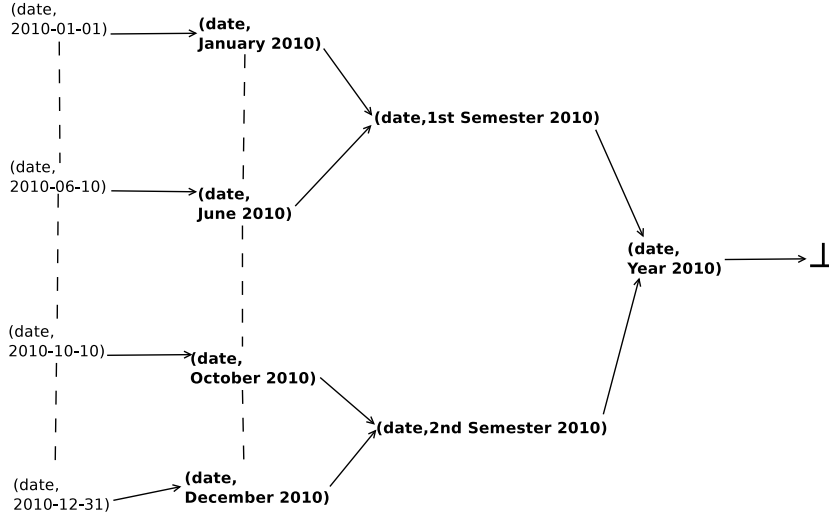 (date,
2010-01-01)
(date,
January 2010)
(date,1st Semester 2010)
(date,
2010-06-10)
(date,
June 2010)
(date,
Year 2010)
⊥
(date,
2010-10-10)
(date,
October 2010)
(date,2nd Semester 2010)
(date,
2010-12-31)
(date,
December 2010)